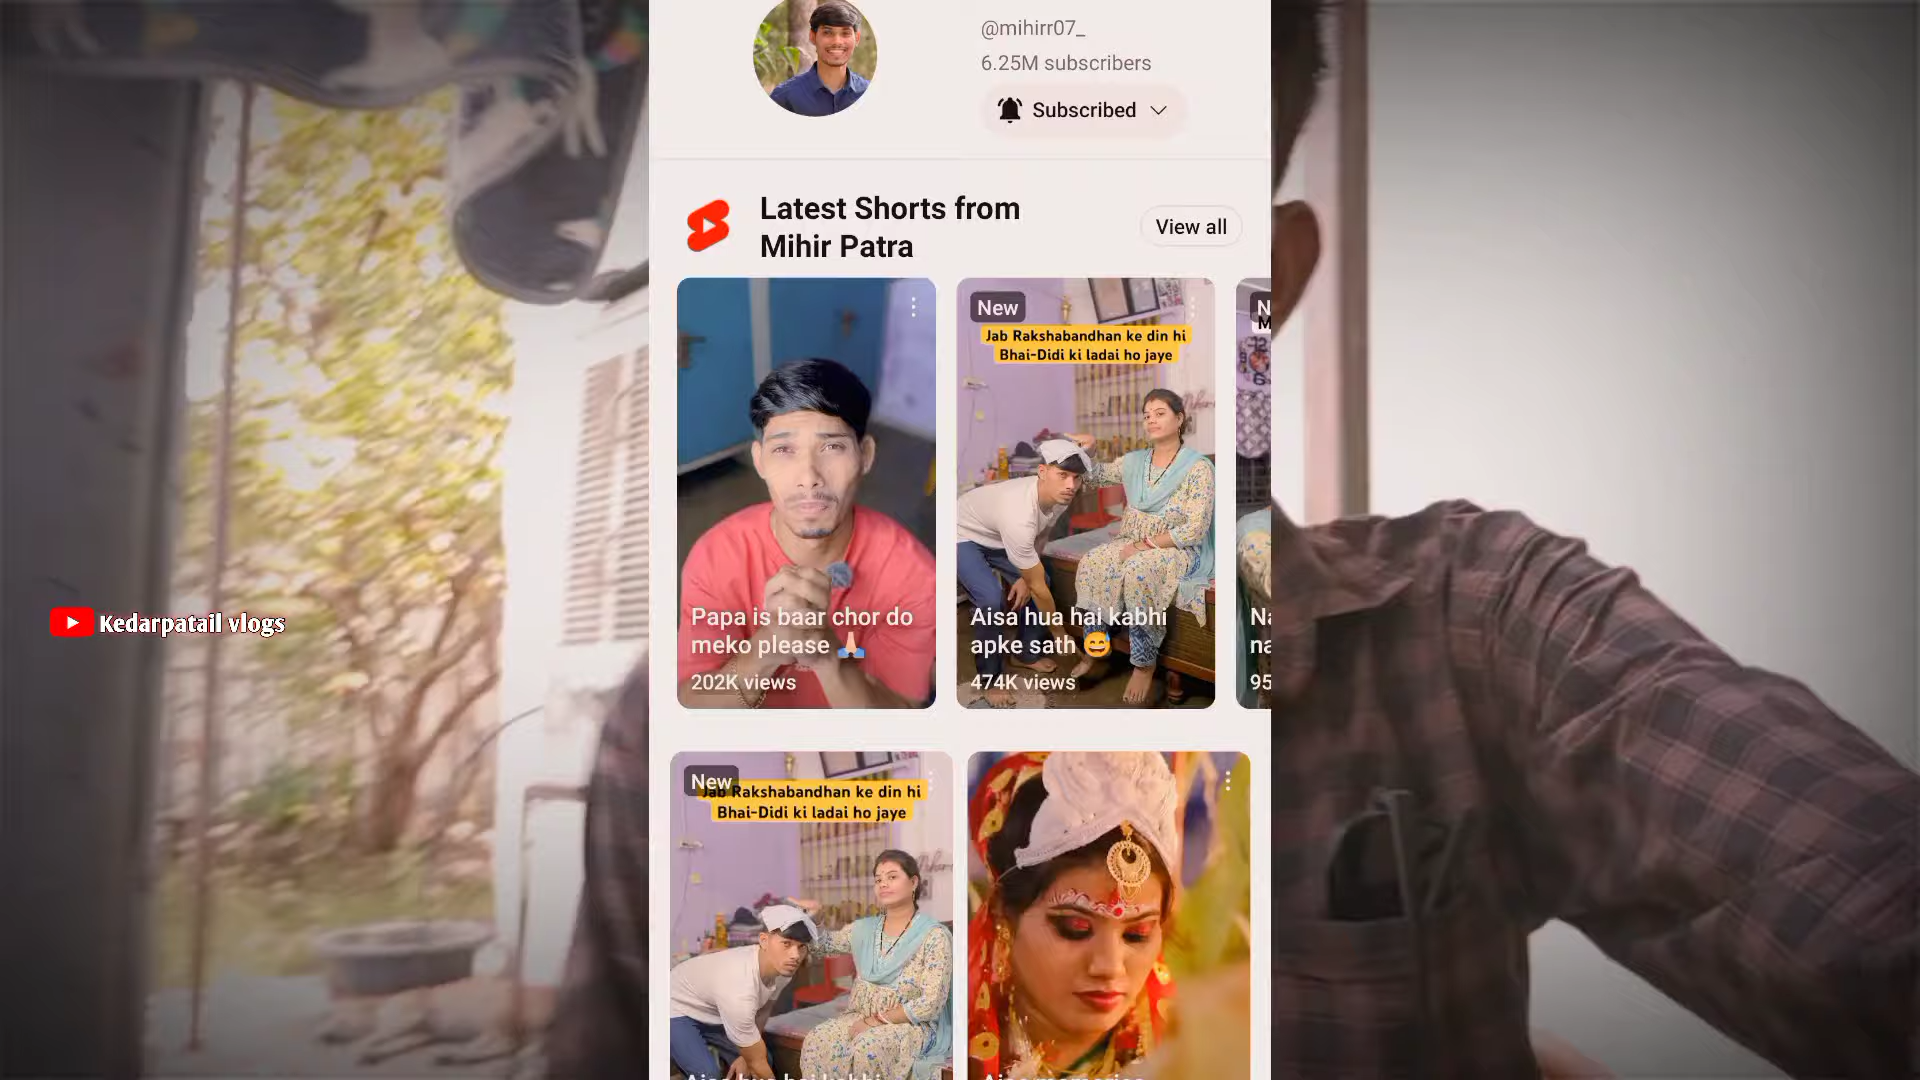 @mihirr07_
6.25M subscribers
Subscribed
Latest Shorts from
Mihir Patra
View all
New
Jab Rakshabandhan ke din hi
Bhai-Didi ki ladai ho jaye
Papa is baar chor do
meko please 🙏🏻
202K views
Aisa hua hai kabhi
apke sath 😅
474K views
Kedarpatail vlogs
New
Jab Rakshabandhan ke din hi
Bhai-Didi ki ladai ho jaye